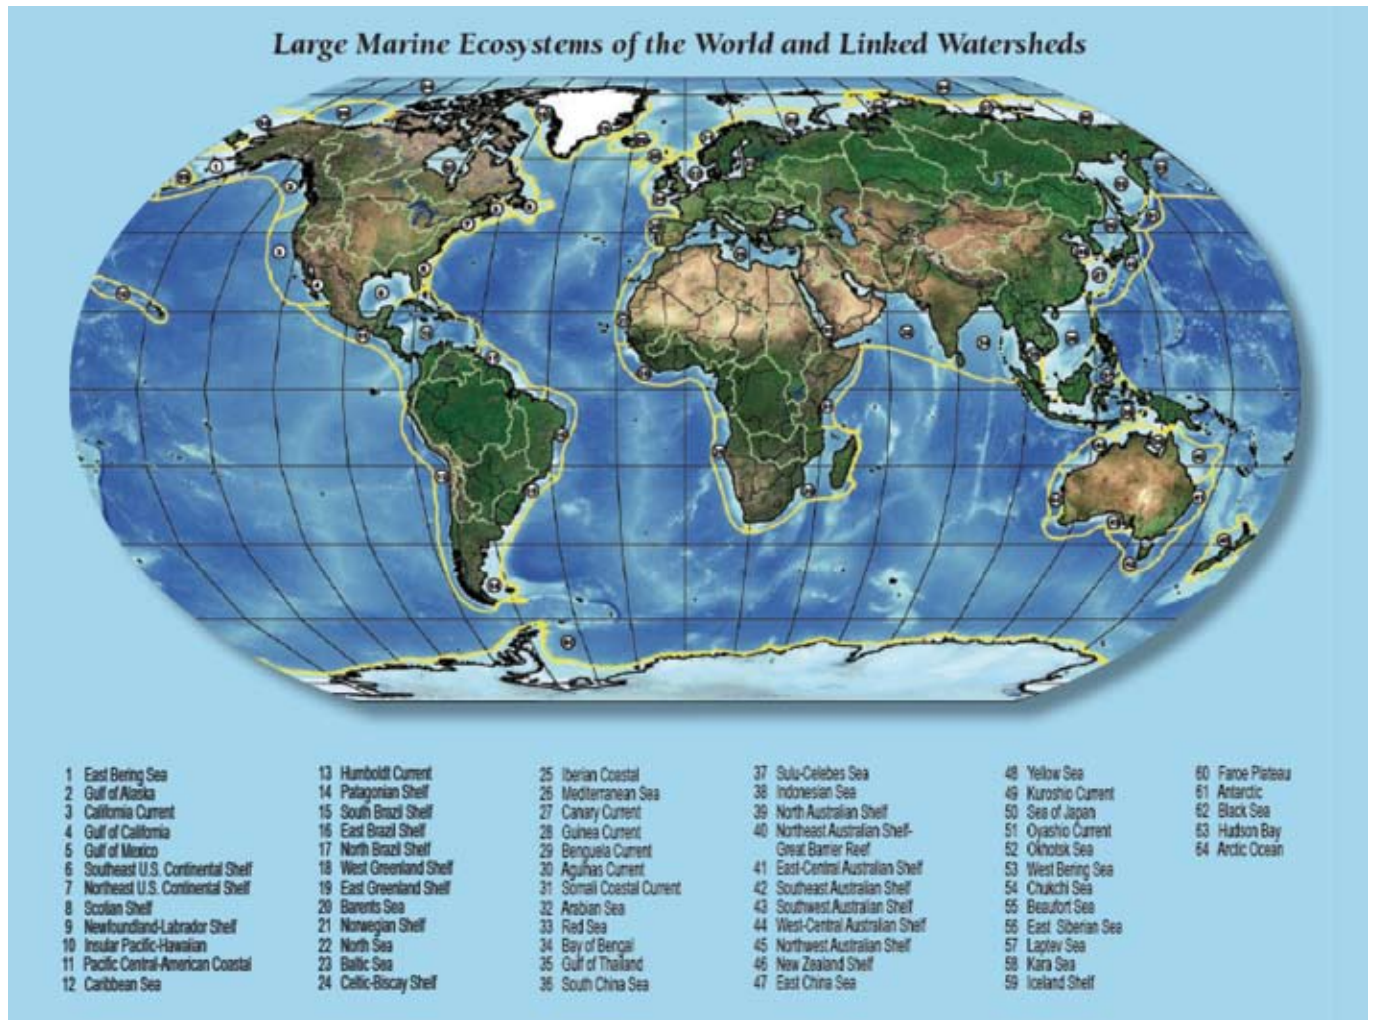 Large Marine Ecosystems of the World and Linked Watersheds
1 East Bering Sea
2 Gulf of Alaska
3 California Current
4 Gulf of California
5 Gulf of Mexico
6 Southeast U.S. Continental Shelf
7 Northeast U.S. Continental Shelf
8 Scotian Shelf
9 Newfoundland-Labrador Shelf
10 Insular Pacific-Hawaiian
11 Pacific Central-American Coastal
12 Caribbean Sea
13 Humboldt Current
14 Patagonian Shelf
15 South Brazil Shelf
16 East Brazil Shelf
17 North Brazil Shelf
18 West Greenland Shelf
19 East Greenland Shelf
20 Barents Sea
21 Norwegian Shelf
22 North Sea
23 Baltic Sea
24 Celtic-Biscay Shelf
25 Iberian Coastal
26 Mediterranean Sea
27 Canary Current
28 Guinea Current
29 Benguela Current
30 Agulhas Current
31 Somali Coastal Current
32 Arabian Sea
33 Red Sea
34 Bay of Bengal
35 Gulf of Thailand
36 South China Sea
37 Sulu-Celebes Sea
38 Indonesian Sea
39 North Australian Shelf
40 Northeast Australian Shelf-
Great Barrier Reef
41 East-Central Australian Shelf
42 Southeast Australian Shelf
43 Southwest Australian Shelf
44 West-Central Australian Shelf
45 Northwest Australian Shelf
46 New Zealand Shelf
47 East China Sea
48 Yellow Sea
49 Kuroshio Current
50 Sea of Japan
51 Oyashio Current
52 Okhotsk Sea
53 West Bering Sea
54 Chukchi Sea
55 Beaufort Sea
56 East Siberian Sea
57 Laptev Sea
58 Kara Sea
59 Iceland Shelf
60 Faroe Plateau
61 Antarctic
62 Black Sea
63 Hudson Bay
64 Arctic Ocean